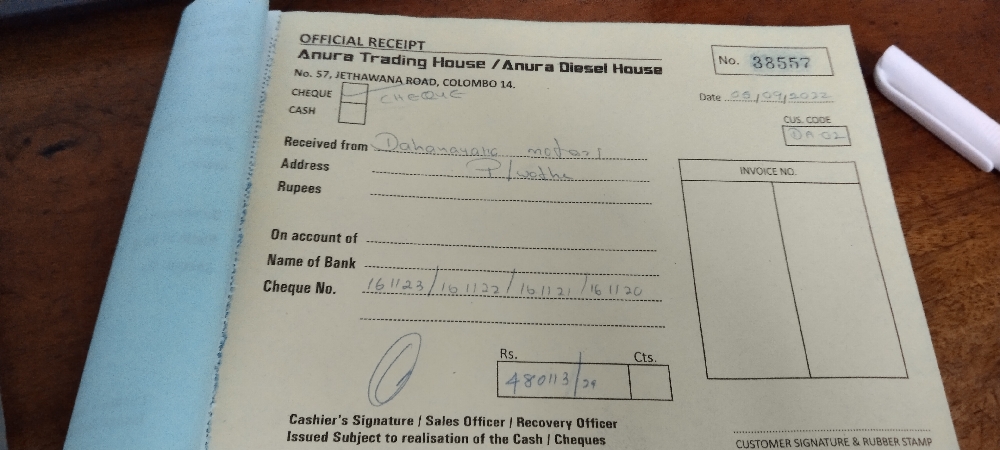 OFFICIAL RECEIPT
Anura Trading House / Anura Diesel House
No. 57, JETHAWANA ROAD, COLOMBO 14.
No. 38557
CHEQUE CHEQUE
CASH
Date 05/09/2022
CUS. CODE
DA 02
Received from motors
Address
Rupees
INVOICE NO.
On account of
Name of Bank
Cheque No. 161123/161122/161121/161120
Rs. Cts.
480113/
Cashier's Signature / Sales Officer / Recovery Officer
Issued Subject to realisation of the Cash / Cheques
CUSTOMER SIGNATURE & RUBBER STAMP